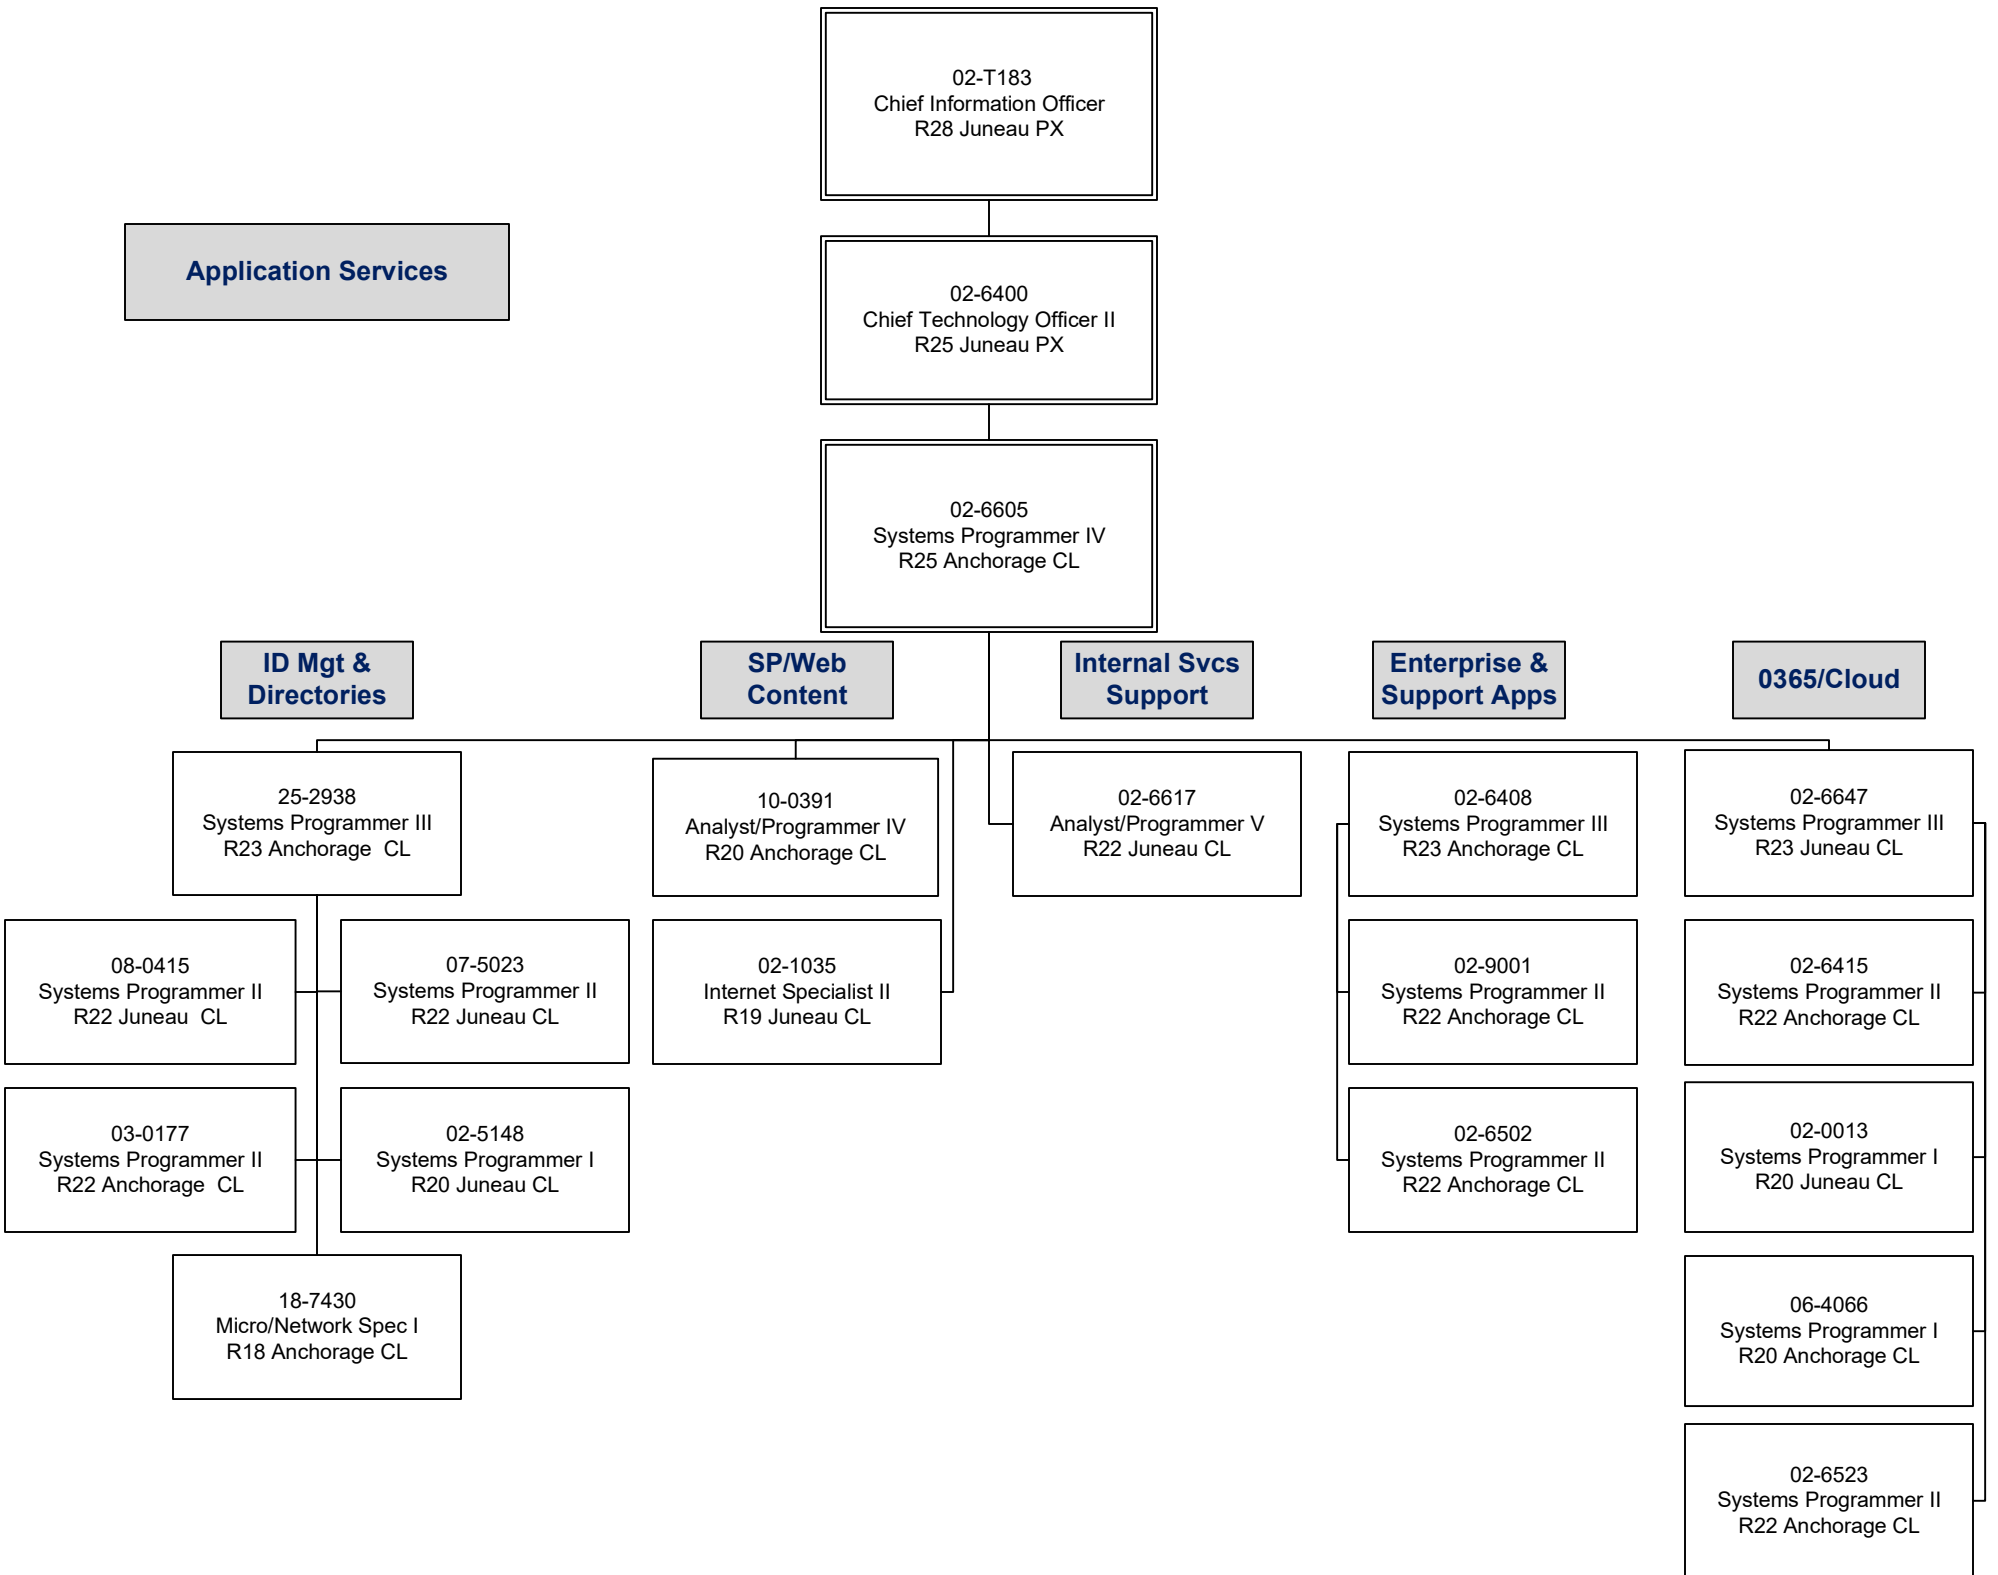 02-T183
Chief Information Officer
R28 Juneau PX
Application Services
02-6400
Chief Technology Officer II
R25 Juneau PX
02-6605
Systems Programmer IV
R25 Anchorage CL
ID Mgt &
Directories
SP/Web
Content
Internal Svcs
Support
Enterprise &
Support Apps
0365/Cloud
25-2938
Systems Programmer III
R23 Anchorage  CL
10-0391
Analyst/Programmer IV
R20 Anchorage CL
02-6617
Analyst/Programmer V
R22 Juneau CL
02-6408
Systems Programmer III
R23 Anchorage CL
02-6647
Systems Programmer III
R23 Juneau CL
08-0415
Systems Programmer II
R22 Juneau  CL
07-5023
Systems Programmer II
R22 Juneau CL
02-1035
Internet Specialist II
R19 Juneau CL
02-9001
Systems Programmer II
R22 Anchorage CL
02-6415
Systems Programmer II
R22 Anchorage CL
03-0177
Systems Programmer II
R22 Anchorage  CL
02-5148
Systems Programmer I
R20 Juneau CL
02-6502
Systems Programmer II
R22 Anchorage CL
02-0013
Systems Programmer I
R20 Juneau CL
18-7430
Micro/Network Spec I
R18 Anchorage CL
06-4066
Systems Programmer I
R20 Anchorage CL
02-6523
Systems Programmer II
R22 Anchorage CL